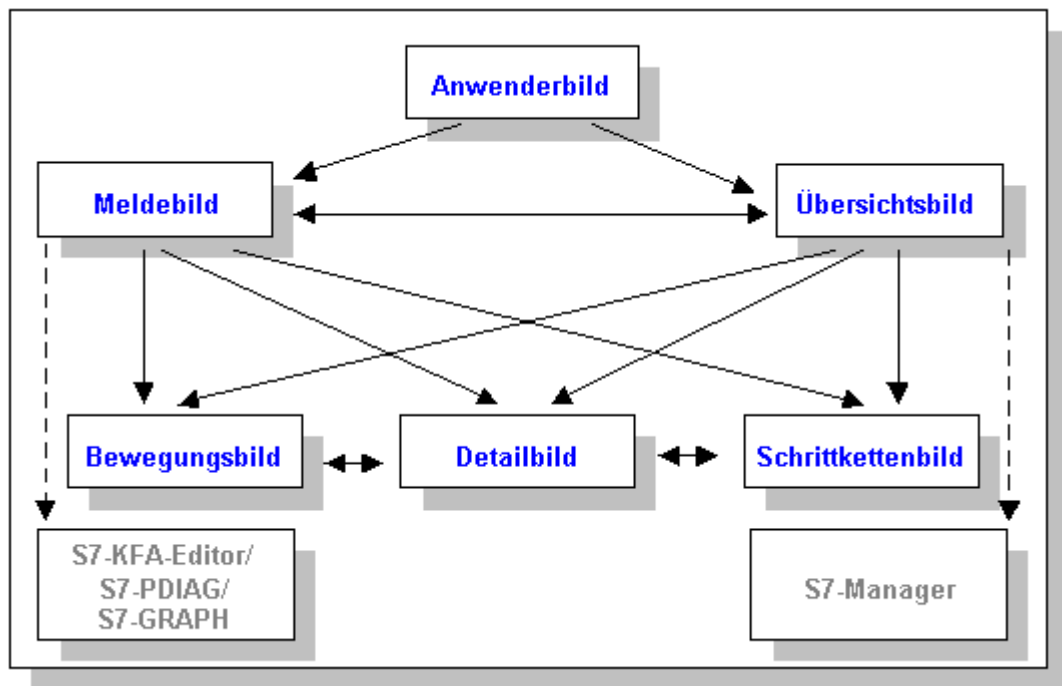 Anwenderbild
Meldebild
Übersichtsbild
Bewegungsbild
Detailbild
Schrittkettenbild
S7-KFA-Editor/
S7-PDIAG/
S7-GRAPH
S7-Manager